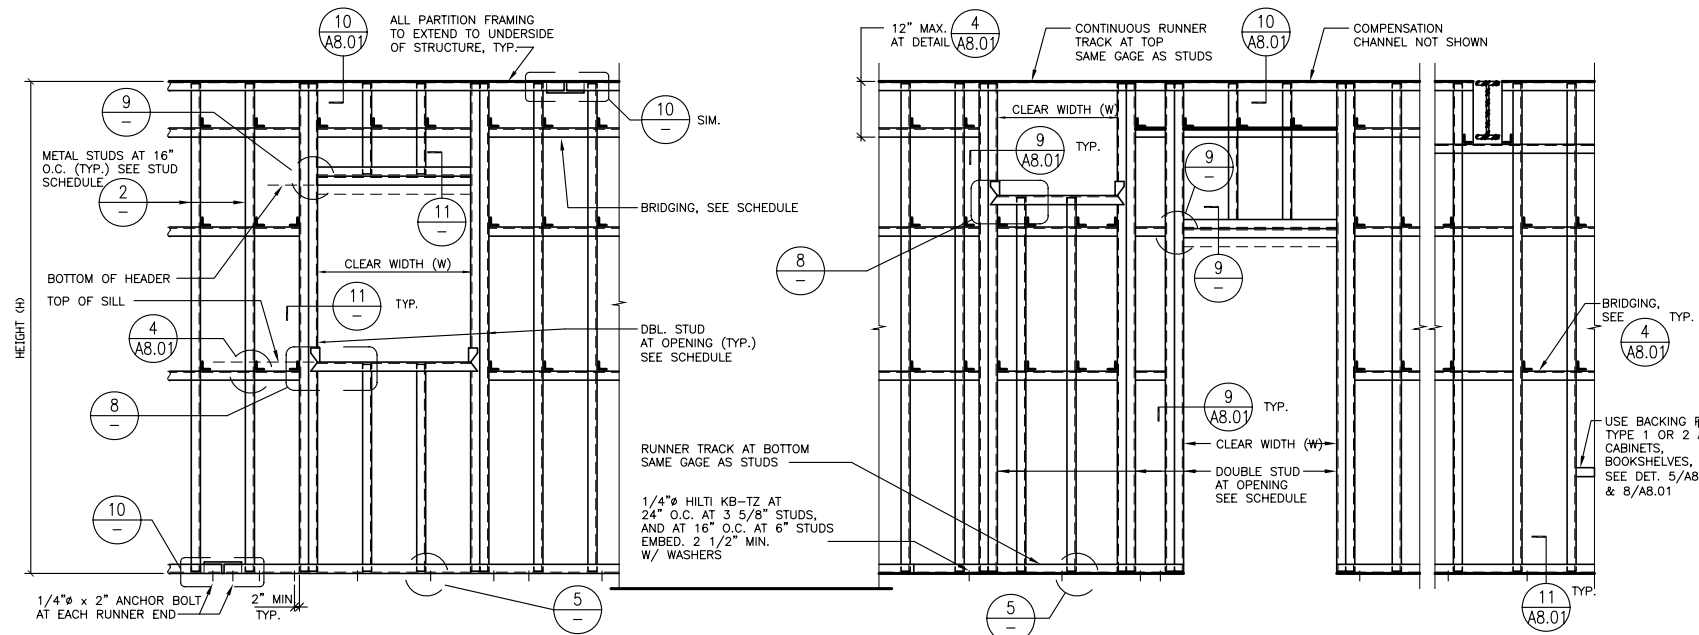 10
A8.01
ALL PARTITION FRAMING
TO EXTEND TO UNDERSIDE
OF STRUCTURE, TYP.
9
–
10
–
SIM.
METAL STUDS AT 16"
O.C. (TYP.) SEE STUD
SCHEDULE
2
–
11
–
BRIDGING, SEE SCHEDULE
BOTTOM OF HEADER
CLEAR WIDTH (W)
TOP OF SILL
11
–
TYP.
HEIGHT (H)
4
A8.01
DBL. STUD
AT OPENING (TYP.)
SEE SCHEDULE
8
–
10
–
1/4"ø x 2" ANCHOR BOLT
AT EACH RUNNER END
2" MIN
TYP.
5
–
RUNNER TRACK AT BOTTOM
SAME GAGE AS STUDS
1/4"ø HILTI KB-TZ AT
24" O.C. AT 3 5/8" STUDS,
AND AT 16" O.C. AT 6" STUDS
EMBED. 2 1/2" MIN.
W/ WASHERS
12" MAX.
AT DETAIL
4
A8.01
CONTINUOUS RUNNER
TRACK AT TOP
SAME GAGE AS STUDS
10
A8.01
COMPENSATION
CHANNEL NOT SHOWN
CLEAR WIDTH (W)
9
A8.01
TYP.
9
–
8
–
9
–
BRIDGING,
SEE
TYP.
4
A8.01
9
A8.01
TYP.
CLEAR WIDTH (W)
DOUBLE STUD
AT OPENING
SEE SCHEDULE
USE BACKING
TYPE 1 OR 2
CABINETS,
BOOKSHELVES,
SEE DET. 5/A8
& 8/A8.01
5
–
11
A8.01
TYP.